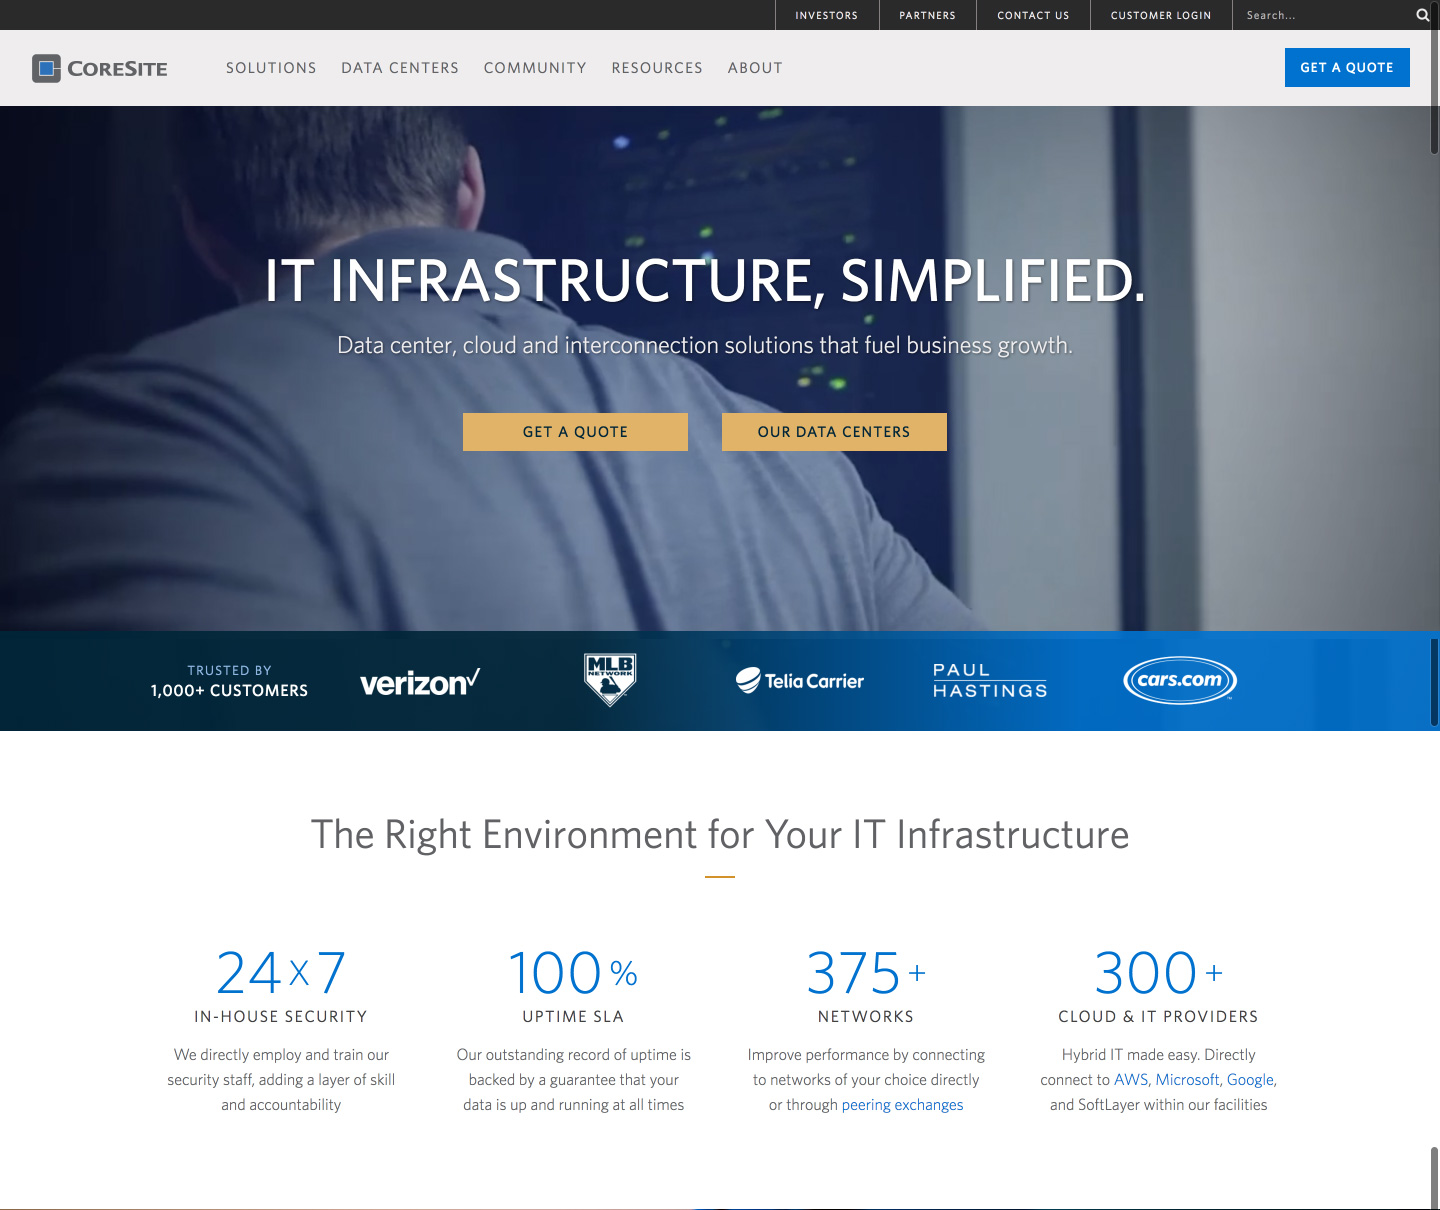 INVESTORS PARTNERS CONTACT US CUSTOMER LOGIN Search...
CORESITE SOLUTIONS DATA CENTERS COMMUNITY RESOURCES ABOUT GET A QUOTE
IT INFRASTRUCTURE, SIMPLIFIED.
Data center, cloud and interconnection solutions that fuel business growth.
GET A QUOTE OUR DATA CENTERS
TRUSTED BY
1,000+ CUSTOMERS
verizon
MLB
NETWORK
Telia Carrier
PAUL
HASTINGS
cars.com
The Right Environment for Your IT Infrastructure
24 X 7
IN-HOUSE SECURITY
We directly employ and train our
security staff, adding a layer of skill
and accountability
100 %
UPTIME SLA
Our outstanding record of uptime is
backed by a guarantee that your
data is up and running at all times
375 +
NETWORKS
Improve performance by connecting
to networks of your choice directly
or through peering exchanges
300 +
CLOUD & IT PROVIDERS
Hybrid IT made easy. Directly
connect to AWS, Microsoft, Google,
and SoftLayer within our facilities